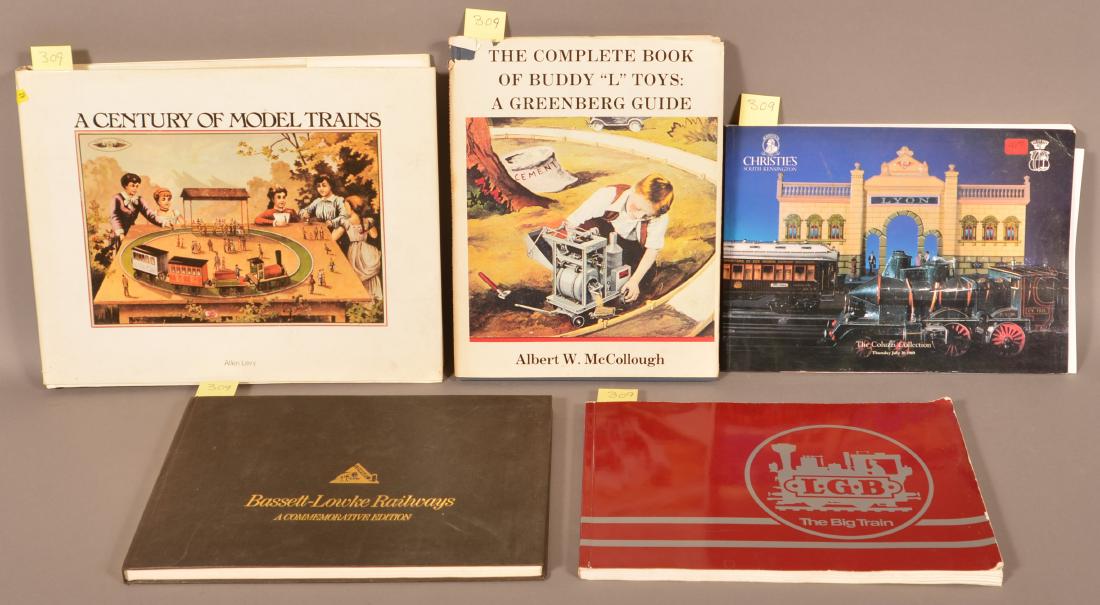 309
A CENTURY OF MODEL TRAINS
Allen Levy
309
THE COMPLETE BOOK
OF BUDDY "L" TOYS:
A GREENBERG GUIDE
CEMENT
Albert W. McCollough
309
CHRISTIE'S
SOUTH KENSINGTON
LYON
The Coluzzi Collection
309
Bassett-Lowke Railways
A COMMEMORATIVE EDITION
309
L·G·B
The Big Train